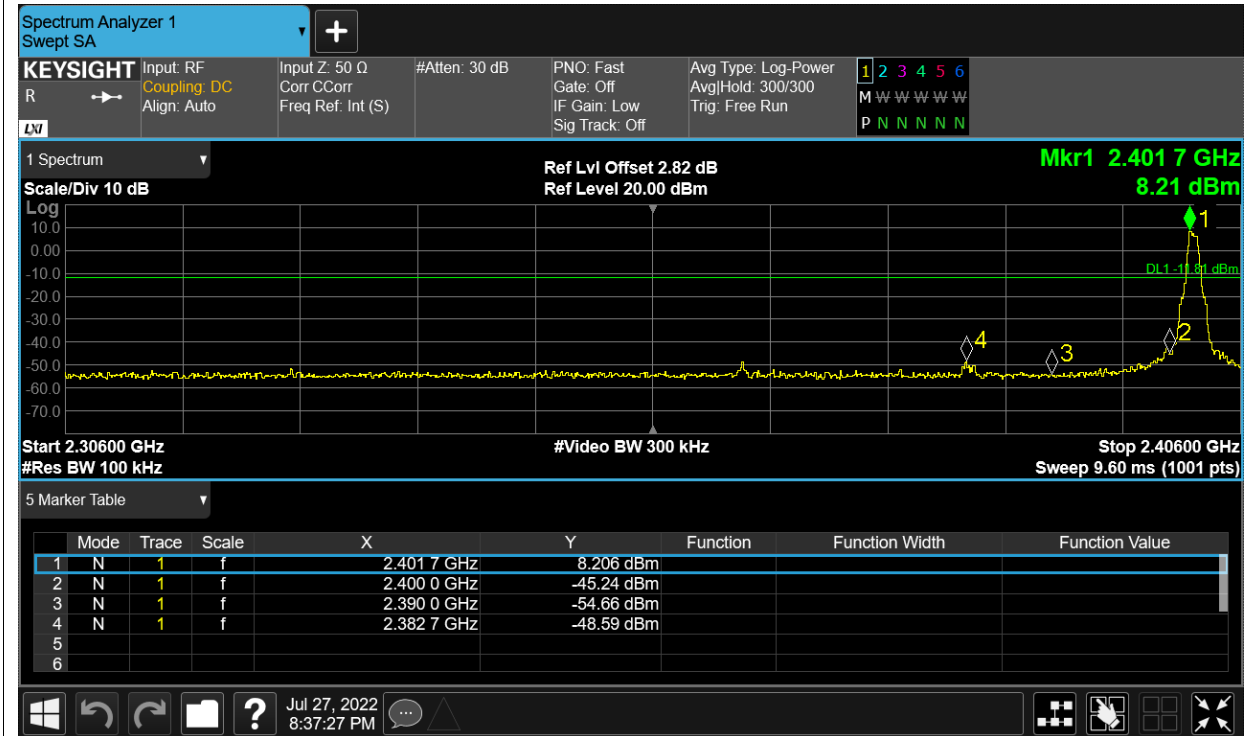 Spectrum Analyzer 1
Swept SA
KEYSIGHT
R
LXI
Input: RF
Coupling: DC
Align: Auto
Input Z: 50 Ω
Corr CCorr
Freq Ref: Int (S)
#Atten: 30 dB
PNO: Fast
Gate: Off
IF Gain: Low
Sig Track: Off
Avg Type: Log-Power
Avg|Hold: 300/300
Trig: Free Run
1 2 3 4 5 6
M W W W W W
P N N N N N
1 Spectrum
Scale/Div 10 dB
Ref Lvl Offset 2.82 dB
Ref Level 20.00 dBm
Mkr1 2.401 7 GHz
8.21 dBm
Log
10.0
0.00
-10.0
-20.0
-30.0
-40.0
-50.0
-60.0
-70.0
1
DL1 -11.81 dBm
2
4
3
Start 2.30600 GHz
#Video BW 300 kHz
Stop 2.40600 GHz
#Res BW 100 kHz
Sweep 9.60 ms (1001 pts)
5 Marker Table
Mode Trace Scale X Y Function Function Width Function Value
1 N 1 f 2.401 7 GHz 8.206 dBm
2 N 1 f 2.400 0 GHz -45.24 dBm
3 N 1 f 2.390 0 GHz -54.66 dBm
4 N 1 f 2.382 7 GHz -48.59 dBm
5
6
?
Jul 27, 2022
8:37:27 PM